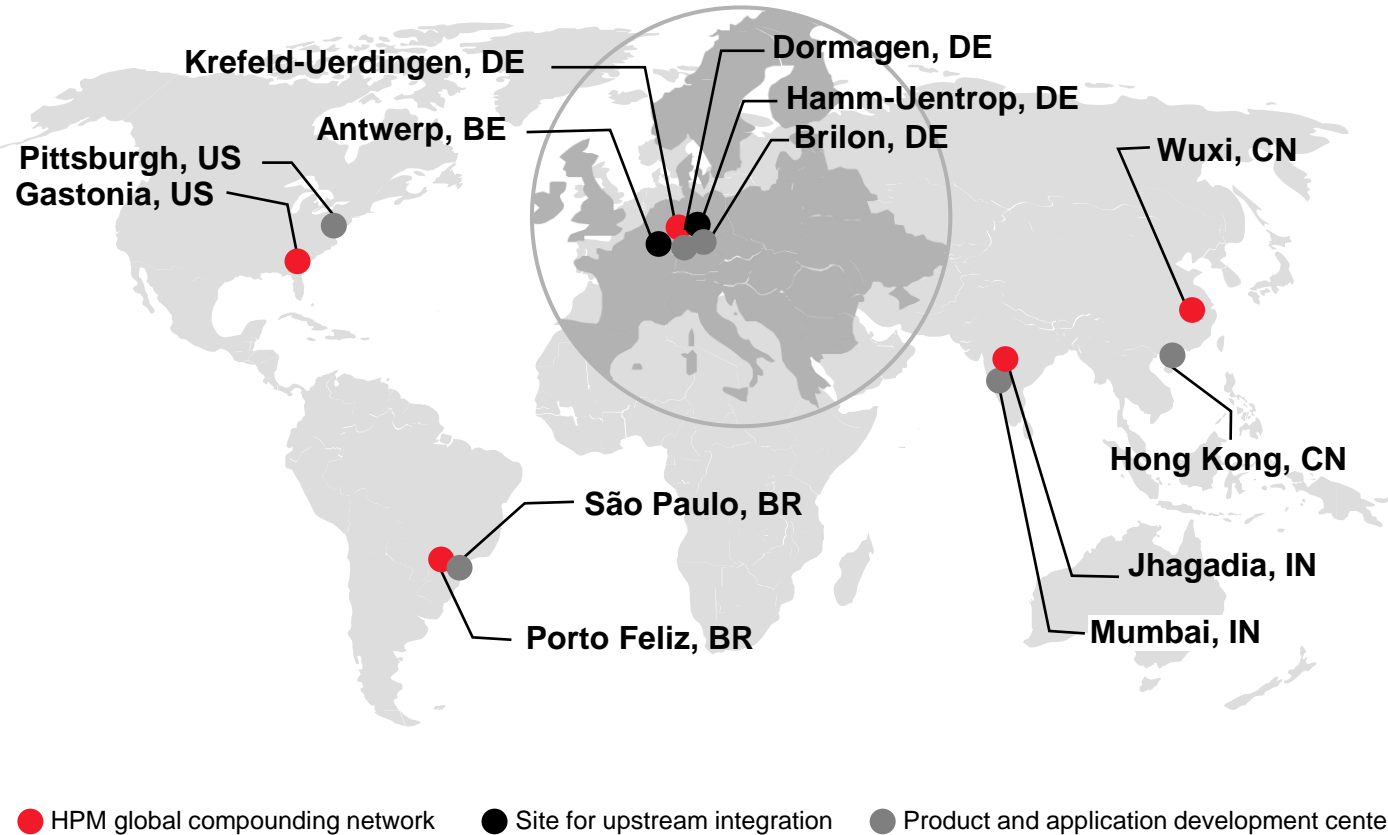 Dormagen, DE
Krefeld-Uerdingen, DE
Hamm-Uentrop, DE
Antwerp, BE
Brilon, DE
Pittsburgh, US
Wuxi, CN
Gastonia, US
Hong Kong, CN
São Paulo, BR
Jhagadia, IN
Porto Feliz, BR
Mumbai, IN
HPM global compounding network
Site for upstream integration
Product and application development cente